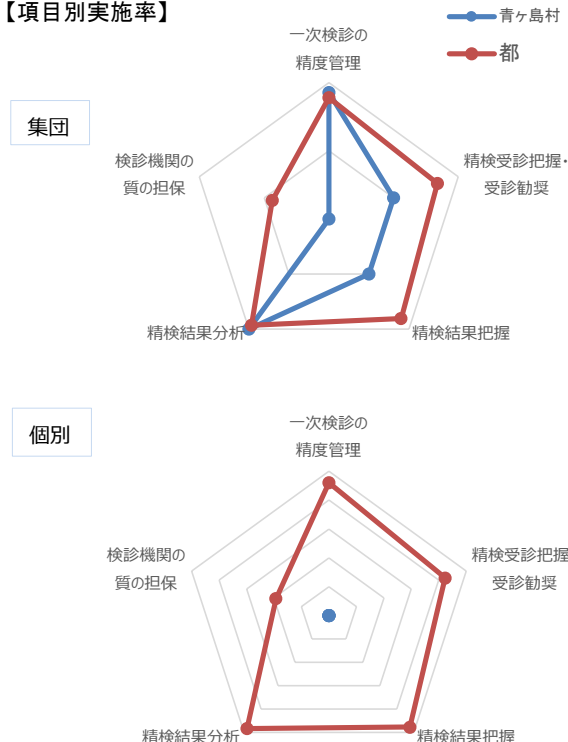 【項目別実施率】
青ヶ島村
都
集団
一次検診の
精度管理
精検受診把握・
受診勧奨
精検結果把握
精検結果分析
検診機関の
質の担保
個別
一次検診の
精度管理
精検受診把握
受診勧奨
精検結果把握
精検結果分析
検診機関の
質の担保